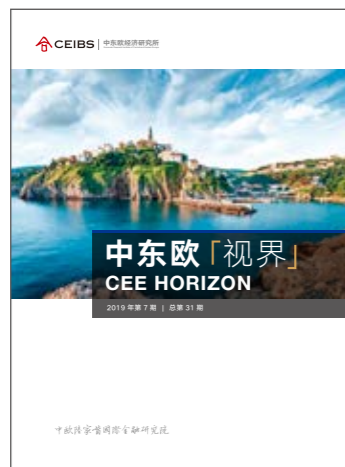 CEIBS | 中东欧经济研究所
中东欧「视界」
CEE HORIZON
2019 年第 7 期 | 总第 31 期
中欧陆家嘴国际金融研究院